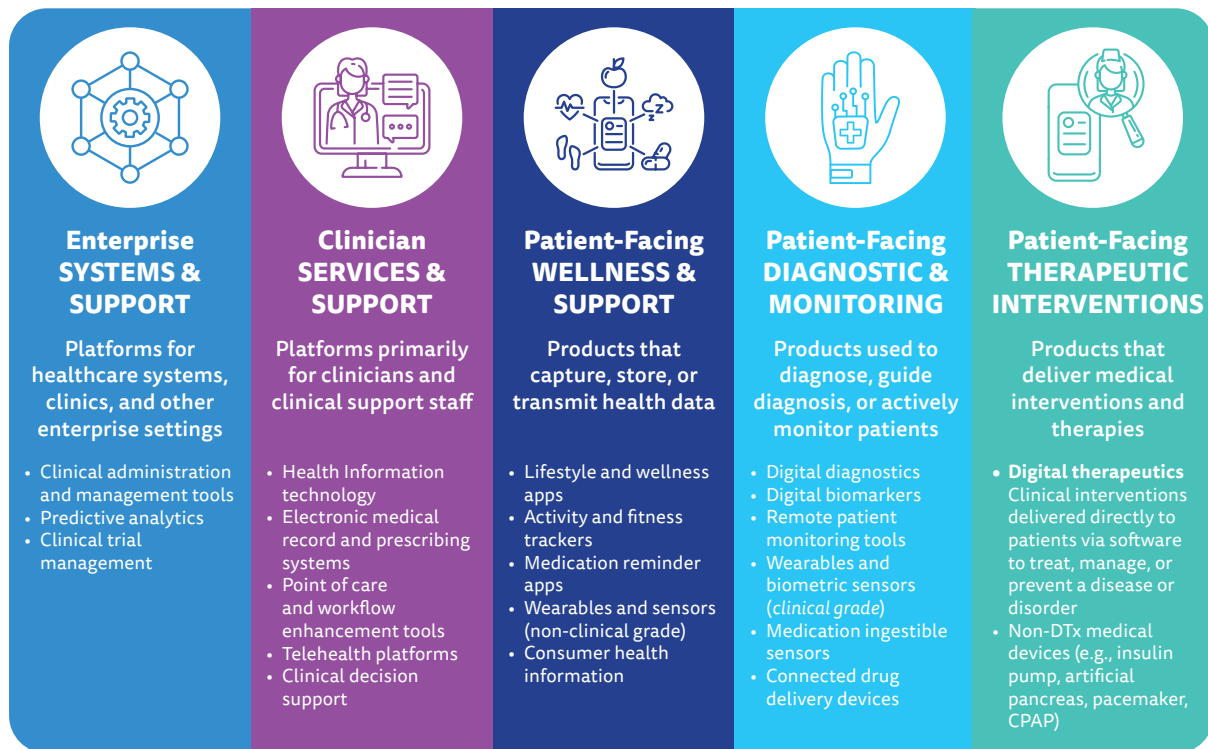 Enterprise
SYSTEMS &
SUPPORT
Platforms for
healthcare systems,
clinics, and other
enterprise settings
• Clinical administration
and management tools
• Predictive analytics
• Clinical trial
management
Clinician
SERVICES &
SUPPORT
Platforms primarily
for clinicians and
clinical support staff
• Health Information
technology
• Electronic medical
record and prescribing
systems
• Point of care
and workflow
enhancement tools
• Telehealth platforms
• Clinical decision
support
Patient-Facing
WELLNESS &
SUPPORT
Products that
capture, store, or
transmit health data
• Lifestyle and wellness
apps
• Activity and fitness
trackers
• Medication reminder
apps
• Wearables and sensors
(non-clinical grade)
• Consumer health
information
Patient-Facing
DIAGNOSTIC &
MONITORING
Products used to
diagnose, guide
diagnosis, or actively
monitor patients
• Digital diagnostics
• Digital biomarkers
• Remote patient
monitoring tools
• Wearables and
biometric sensors
(clinical grade)
• Medication ingestible
sensors
• Connected drug
delivery devices
Patient-Facing
THERAPEUTIC
INTERVENTIONS
Products that
deliver medical
interventions and
therapies
• Digital therapeutics
Clinical interventions
delivered directly to
patients via software
to treat, manage, or
prevent a disease or
disorder
• Non-DTx medical
devices (e.g., insulin
pump, artificial
pancreas, pacemaker,
CPAP)